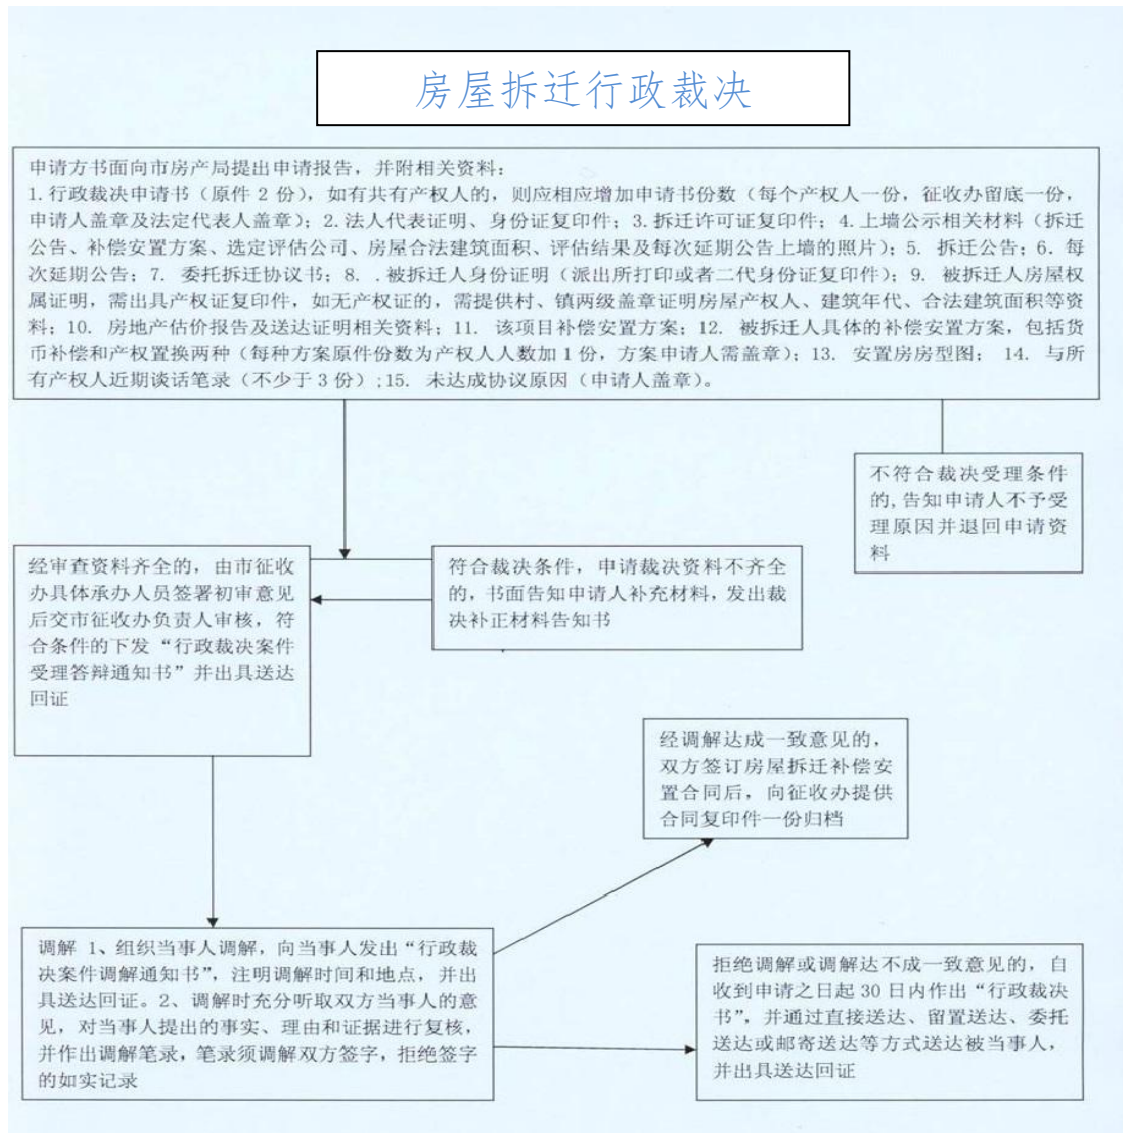 房屋拆迁行政裁决
申请方书面向市房产局提出申请报告，并附相关资料：
1.行政裁决申请书（原件 2 份），如有共有产权人的，则应相应增加申请书份数（每个产权人一份，征收办留底一份，
申请人盖章及法定代表人盖章）；2.法人代表证明、身份证复印件；3.拆迁许可证复印件；4.上墙公示相关材料（拆迁
公告、补偿安置方案、选定评估公司、房屋合法建筑面积、评估结果及每次延期公告上墙的照片）；5. 拆迁公告；6. 每
次延期公告；7. 委托拆迁协议书；8. .被拆迁人身份证明（派出所打印或者二代身份证复印件）；9. 被拆迁人房屋权
属证明，需出具产权证复印件，如无产权证的，需提供村、镇两级盖章证明房屋产权人、建筑年代、合法建筑面积等资
料；10. 房地产估价报告及送达证明相关资料；11. 该项目补偿安置方案；12. 被拆迁人具体的补偿安置方案，包括货
币补偿和产权置换两种（每种方案原件份数为产权人人数加 1 份，方案申请人需盖章）；13. 安置房房型图； 14. 与所
有产权人近期谈话笔录（不少于 3 份）;15. 未达成协议原因（申请人盖章）。
不符合裁决受理条件
的,告知申请人不予受
理原因并退回申请资
料
经审查资料齐全的，由市征收
办具体承办人员签署初审意见
后交市征收办负责人审核，符
合条件的下发“行政裁决案件
受理答辩通知书”并出具送达
回证
符合裁决条件，申请裁决资料不齐全
的，书面告知申请人补充材料，发出裁
决补正材料告知书
经调解达成一致意见的，
双方签订房屋拆迁补偿安
置合同后，向征收办提供
合同复印件一份归档
调解 1、组织当事人调解，向当事人发出“行政裁
决案件调解通知书”，注明调解时间和地点，并出
具送达回证。2、调解时充分听取双方当事人的意
见，对当事人提出的事实、理由和证据进行复核，
并作出调解笔录，笔录须调解双方签字，拒绝签字
的如实记录
拒绝调解或调解达不成一致意见的，自
收到申请之日起 30 日内作出“行政裁决
书”，并通过直接送达、留置送达、委托
送达或邮寄送达等方式送达被当事人，
并出具送达回证